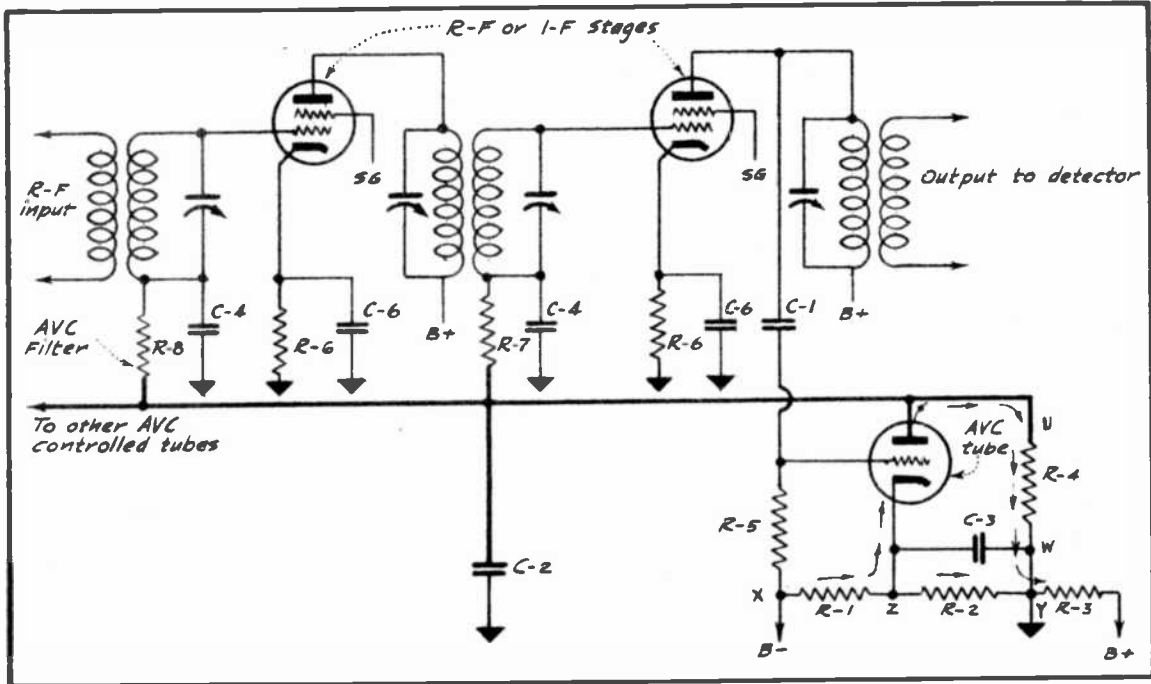 R-F or I-F Stages
SG
SG
R-F
input
Output to detector
AVC
Filter
R-8
C-4
R-6
C-6
B+
R-7
C-4
R-6
C-6
C-1
B+
To other AVC
controlled tubes
AVC
tube
U
R-4
R-5
C-3
W
C-2
X
R-1
Z
R-2
Y
R-3
B-
B+